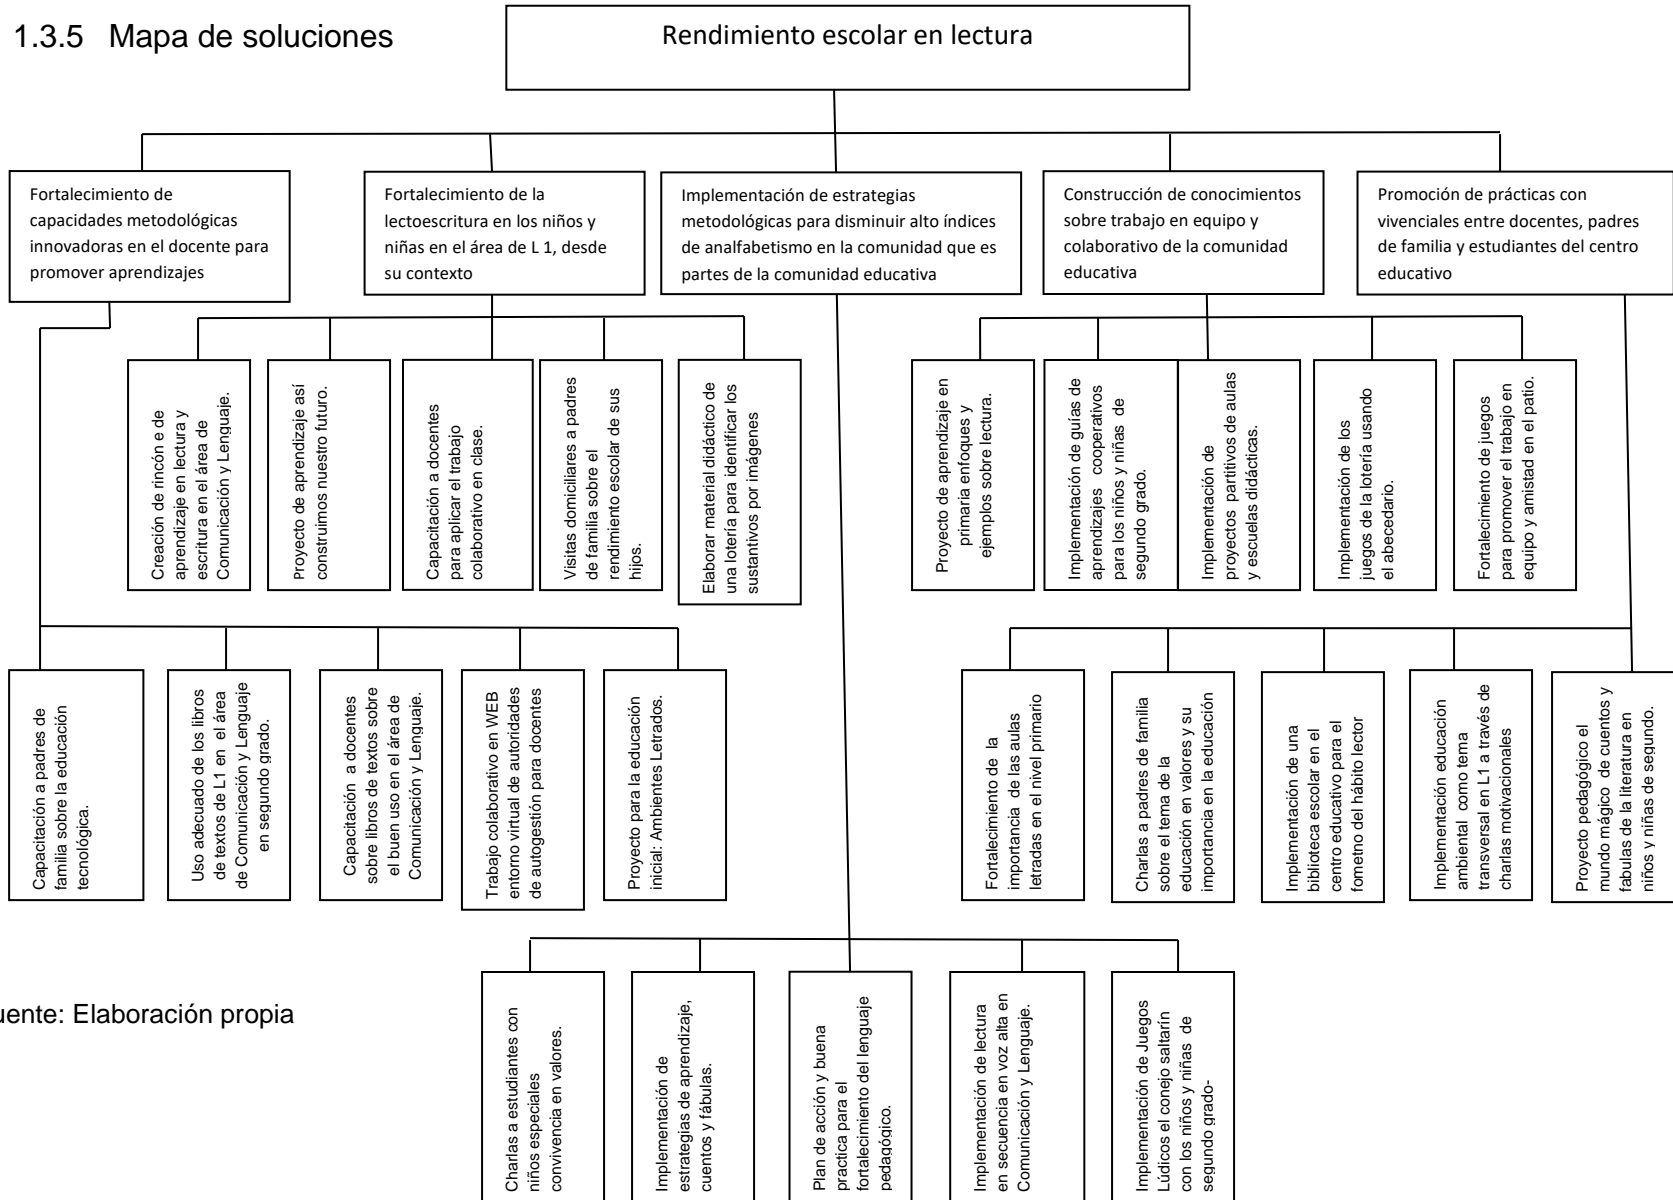 1.3.5 Mapa de soluciones
Rendimiento escolar en lectura
Fortalecimiento de
capacidades metodológicas
innovadoras en el docente para
promover aprendizajes
Fortalecimiento de la
lectoescritura en los niños y
niñas en el área de L 1, desde
su contexto
Implementación de estrategias
metodológicas para disminuir alto índices
de analfabetismo en la comunidad que es
partes de la comunidad educativa
Construcción de conocimientos
sobre trabajo en equipo y
colaborativo de la comunidad
educativa
Promoción de prácticas con
vivenciales entre docentes, padres
de familia y estudiantes del centro
educativo
Creación de rincón e de
aprendizaje en lectura y
escritura en el área de
Comunicación y Lenguaje.
Proyecto de aprendizaje así
construimos nuestro futuro.
Capacitación a docentes
para aplicar el trabajo
colaborativo en clase.
Visitas domiciliares a padres
de familia sobre el
rendimiento escolar de sus
hijos.
Elaborar material didáctico de
una lotería para identificar los
sustantivos por imágenes
Proyecto de aprendizaje en
primaria enfoques y
ejemplos sobre lectura.
Implementación de guías de
aprendizajes cooperativos
para los niños y niñas de
segundo grado.
Implementación de
proyectos partitivos de aulas
y escuelas didácticas.
Implementación de los
juegos de la lotería usando
el abecedario.
Fortalecimiento de juegos
para promover el trabajo en
equipo y amistad en el patio.
Capacitación a padres de
familia sobre la educación
tecnológica.
Uso adecuado de los libros
de textos de L1 en el área
de Comunicación y Lenguaje
en segundo grado.
Capacitación a docentes
sobre libros de textos sobre
el buen uso en el área de
Comunicación y Lenguaje.
Trabajo colaborativo en WEB
entorno virtual de autoridades
de autogestión para docentes
Proyecto para la educación
inicial: Ambientes Letrados.
Fortalecimiento de la
importancia de las aulas
letradas en el nivel primario
Charlas a padres de familia
sobre el tema de la
educación en valores y su
importancia en la educación
Implementación de una
biblioteca escolar en el
centro educativo para el
fometno del hábito lector
Implementación educación
ambiental como tema
transversal en L1 a través de
charlas motivacionales
Proyecto pedagógico el
mundo mágico de cuentos y
fabulas de la literatura en
niños y niñas de segundo.
Charlas a estudiantes con
niños especiales
convivencia en valores.
Implementación de
estrategias de aprendizaje,
cuentos y fábulas.
Plan de acción y buena
practica para el
fortalecimiento del lenguaje
pedagógico.
Implementación de lectura
en secuencia en voz alta en
Comunicación y Lenguaje.
Implementación de Juegos
Lúdicos el conejo saltarín
con los niños y niñas de
segundo grado-
uente: Elaboración propia